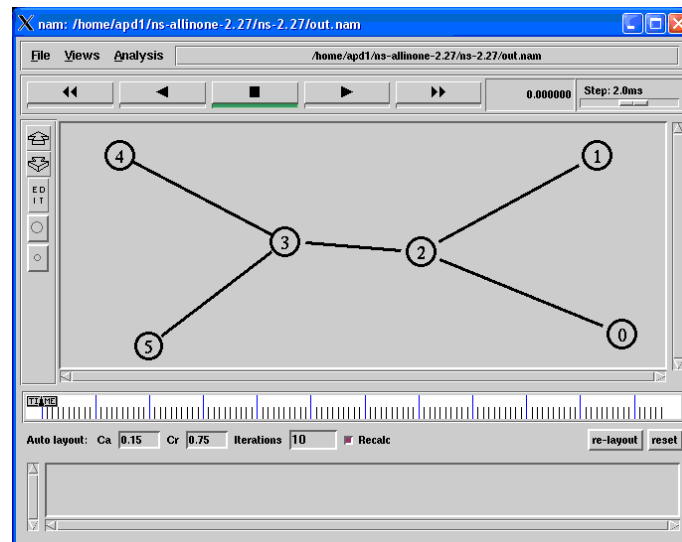 nam: /home/apd1/ns-allinone-2.27/ns-2.27/out.nam
File Views Analysis /home/apd1/ns-allinone-2.27/ns-2.27/out.nam
0.000000 Step: 2.0ms
4 1
ED
IT
3 2
5 0
TIME
Auto layout: Ca 0.15 Cr 0.75 Iterations 10 Recalc re-layout reset